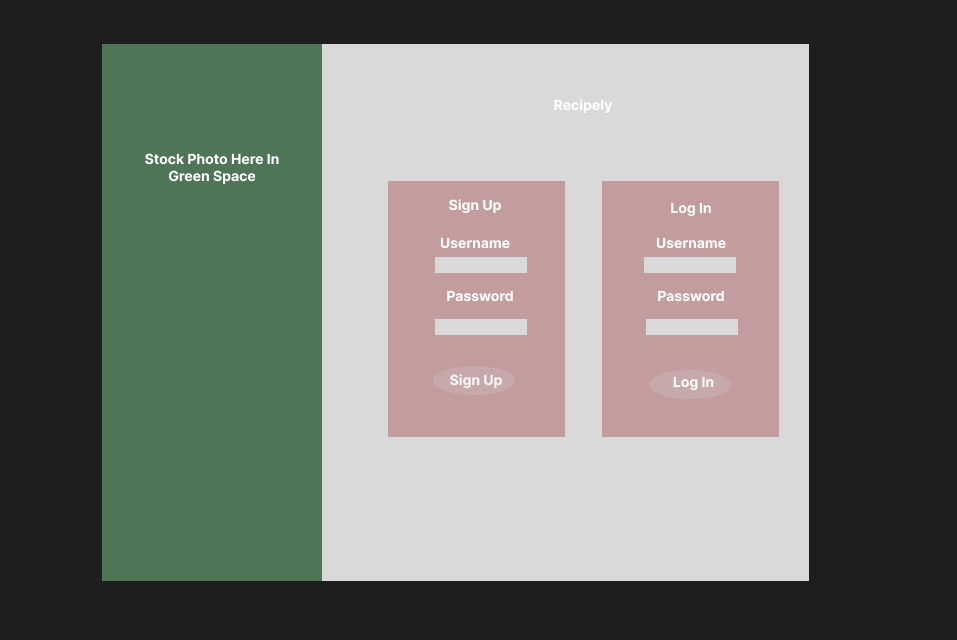 Stock Photo Here In
Green Space
Recipely
Sign Up
Username
Password
Sign Up
Log In
Username
Password
Log In